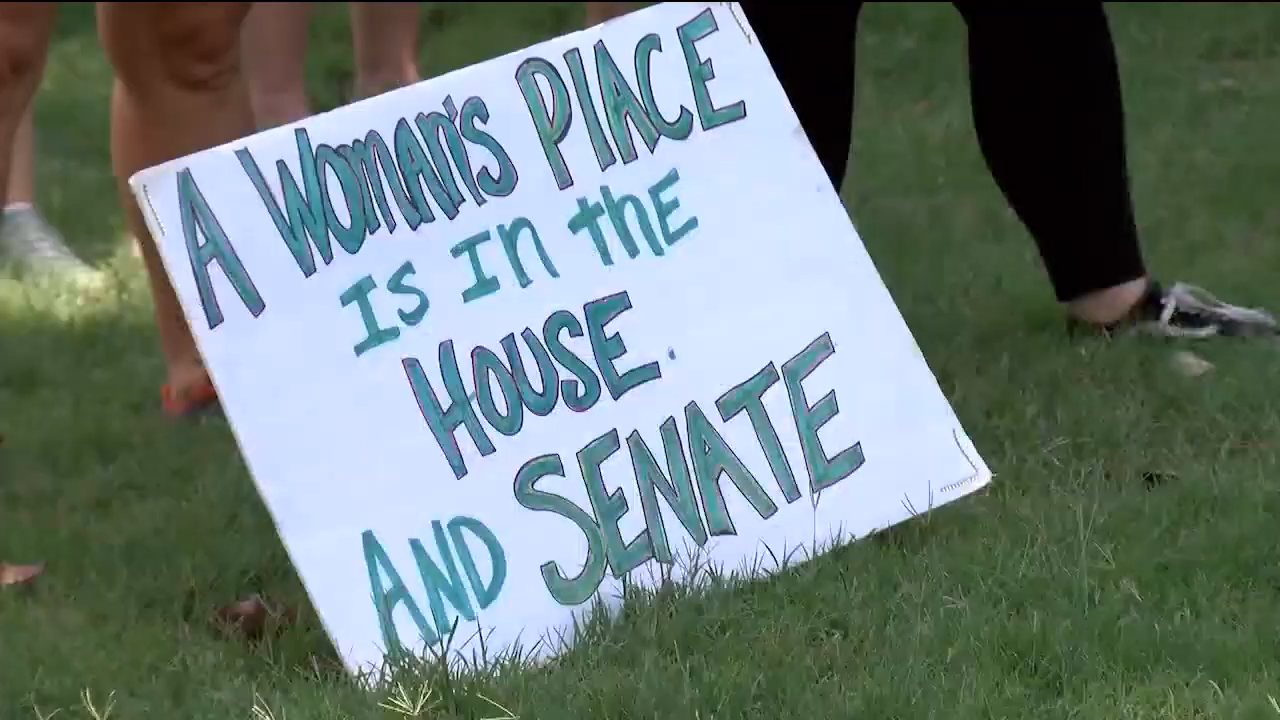 A WOMAN'S PLACE
IS IN THE
HOUSE.
AND SENATE